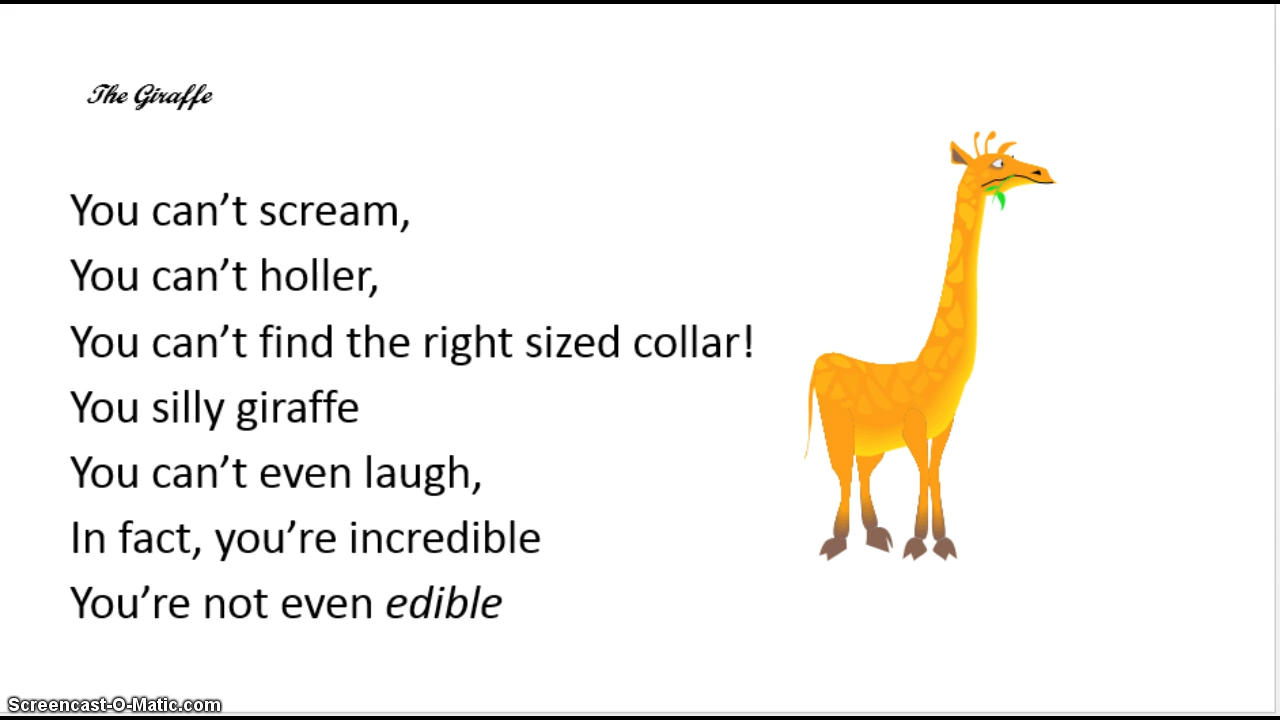 The Giraffe
You can’t scream,
You can’t holler,
You can’t find the right sized collar!
You silly giraffe
You can’t even laugh,
In fact, you’re incredible
You’re not even edible
Screencast-O-Matic.com